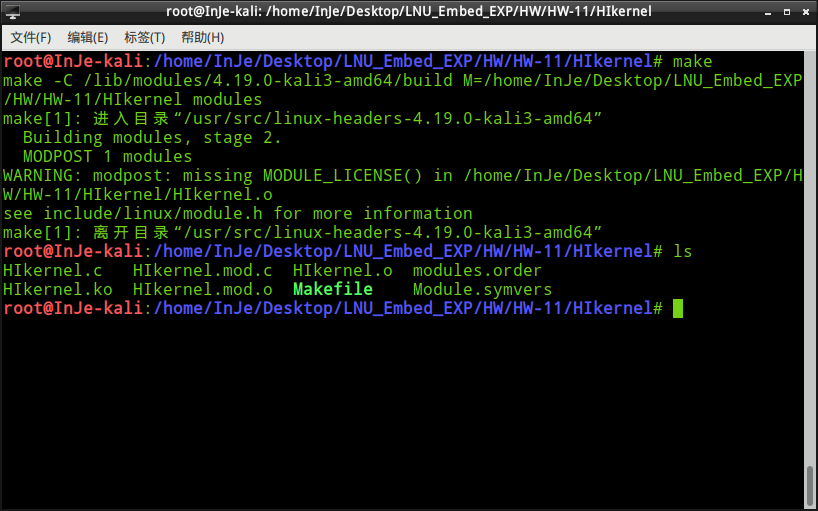 root@InJe-kali: /home/InJe/Desktop/LNU_Embed_EXP/HW/HW-11/HIkernel
文件(F) 编辑(E) 标签(T) 帮助(H)
root@InJe-kali:/home/InJe/Desktop/LNU_Embed_EXP/HW/HW-11/HIkernel# make
make -C /lib/modules/4.19.0-kali3-amd64/build M=/home/InJe/Desktop/LNU_Embed_EXP
/HW/HW-11/HIkernel modules
make[1]: 进入目录“/usr/src/linux-headers-4.19.0-kali3-amd64”
  Building modules, stage 2.
  MODPOST 1 modules
WARNING: modpost: missing MODULE_LICENSE() in /home/InJe/Desktop/LNU_Embed_EXP/H
W/HW-11/HIkernel/HIkernel.o
see include/linux/module.h for more information
make[1]: 离开目录“/usr/src/linux-headers-4.19.0-kali3-amd64”
root@InJe-kali:/home/InJe/Desktop/LNU_Embed_EXP/HW/HW-11/HIkernel# ls
HIkernel.c   HIkernel.mod.c  HIkernel.o  modules.order
HIkernel.ko  HIkernel.mod.o  Makefile    Module.symvers
root@InJe-kali:/home/InJe/Desktop/LNU_Embed_EXP/HW/HW-11/HIkernel#